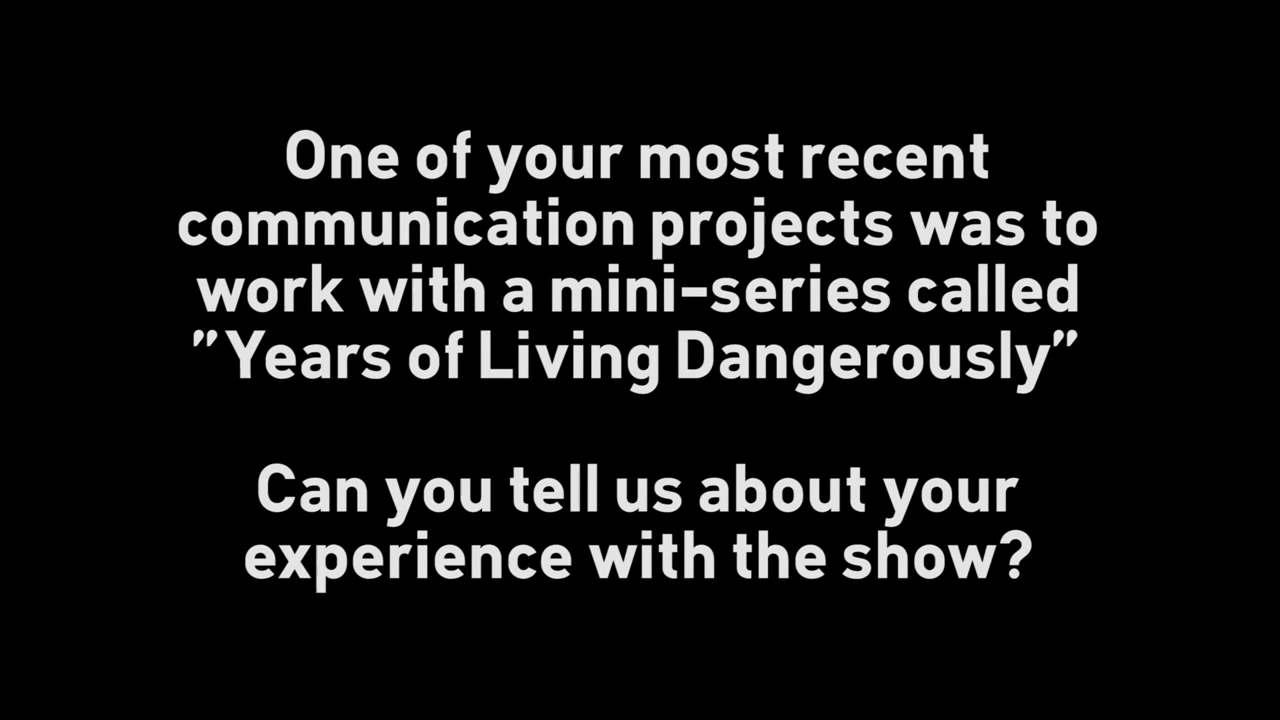 One of your most recent
communication projects was to
work with a mini-series called
"Years of Living Dangerously"
Can you tell us about your
experience with the show?